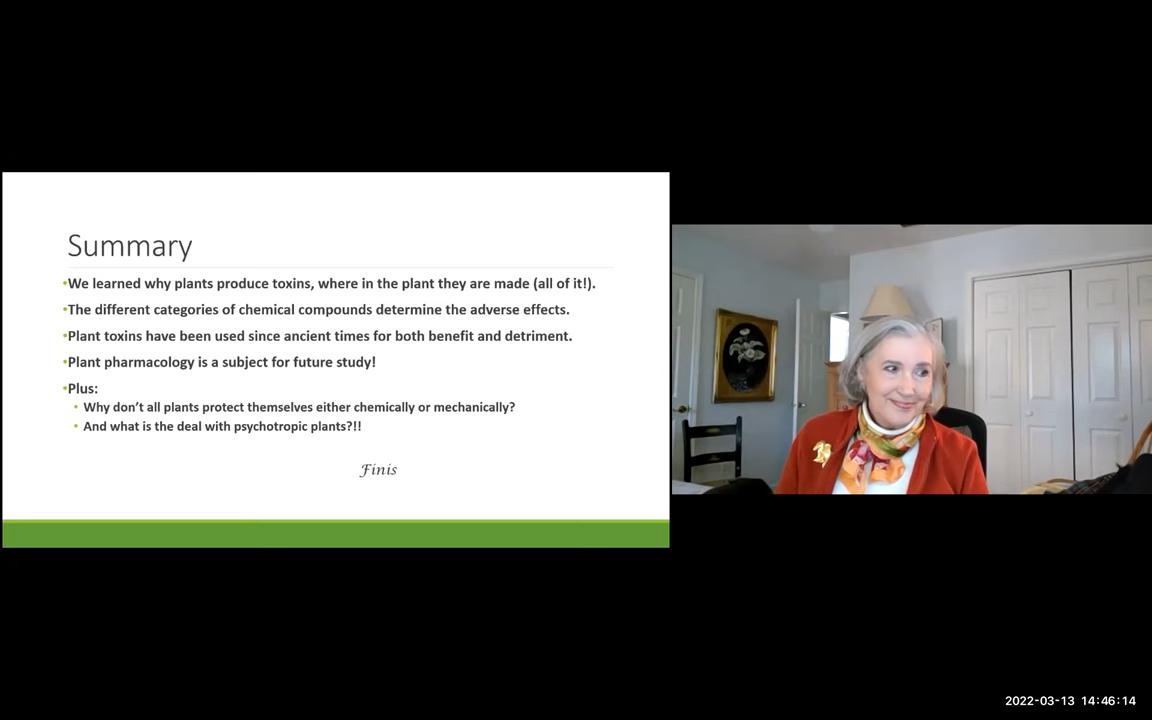 Summary
•We learned why plants produce toxins, where in the plant they are made (all of it!).
•The different categories of chemical compounds determine the adverse effects.
•Plant toxins have been used since ancient times for both benefit and detriment.
•Plant pharmacology is a subject for future study!
•Plus:
• Why don’t all plants protect themselves either chemically or mechanically?
• And what is the deal with psychotropic plants?!!
Finis
2022-03-13 14:46:14